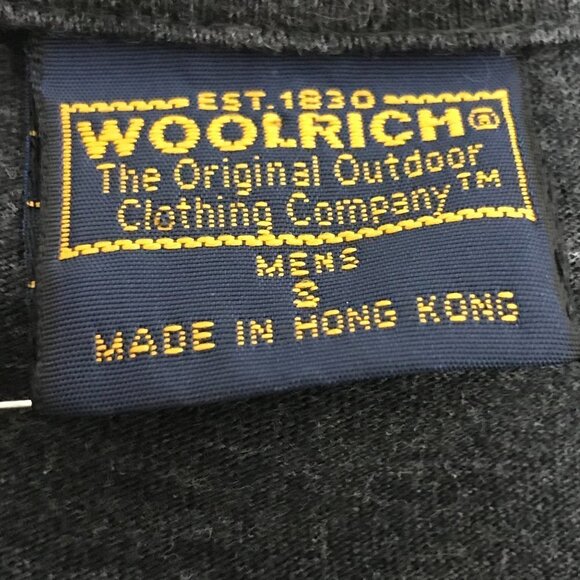 EST. 1830
WOOLRICH®
The Original Outdoor
Clothing Company™
MENS
S
MADE IN HONG KONG